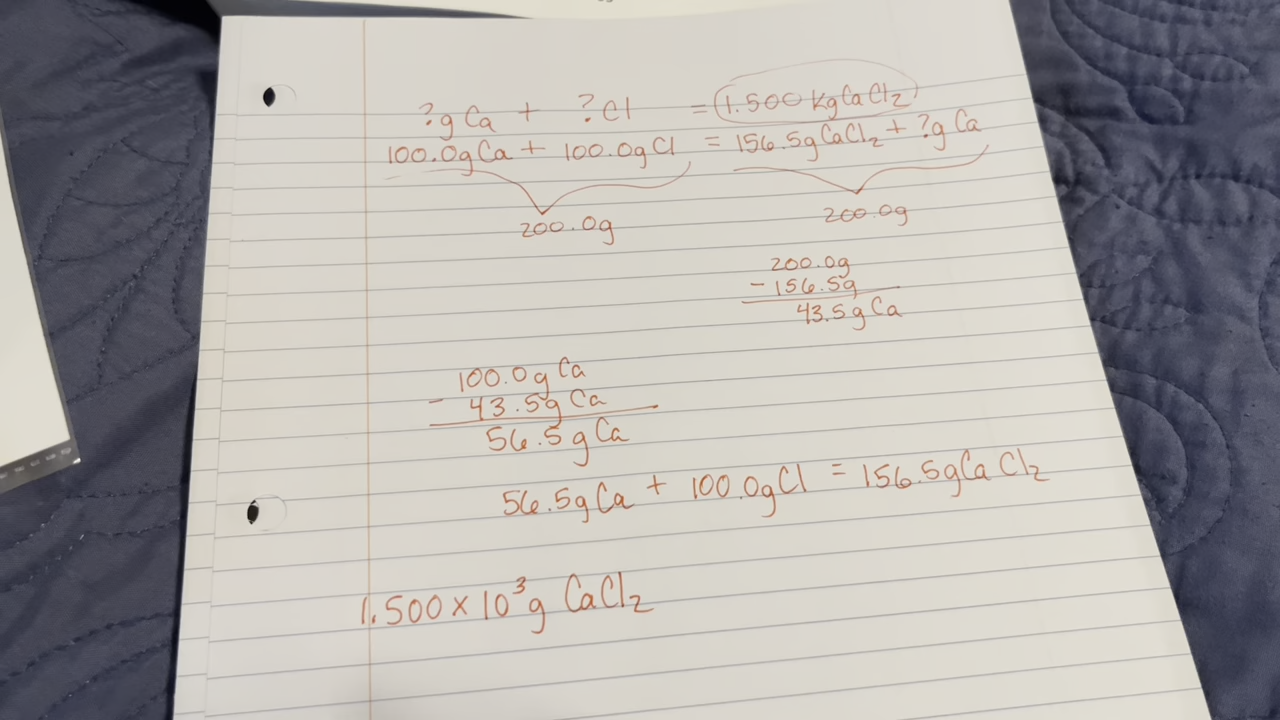 ?g Ca + ?Cl = 1.500 kg CaCl₂
100.0g Ca + 100.0g Cl = 156.5g CaCl₂ + ?g Ca
200.0g 200.0g
200.0g
- 156.5g
43.5g Ca
100.0g Ca
- 43.5g Ca
56.5g Ca
56.5g Ca + 100.0g Cl = 156.5g CaCl₂
1.500 x 10³g CaCl₂